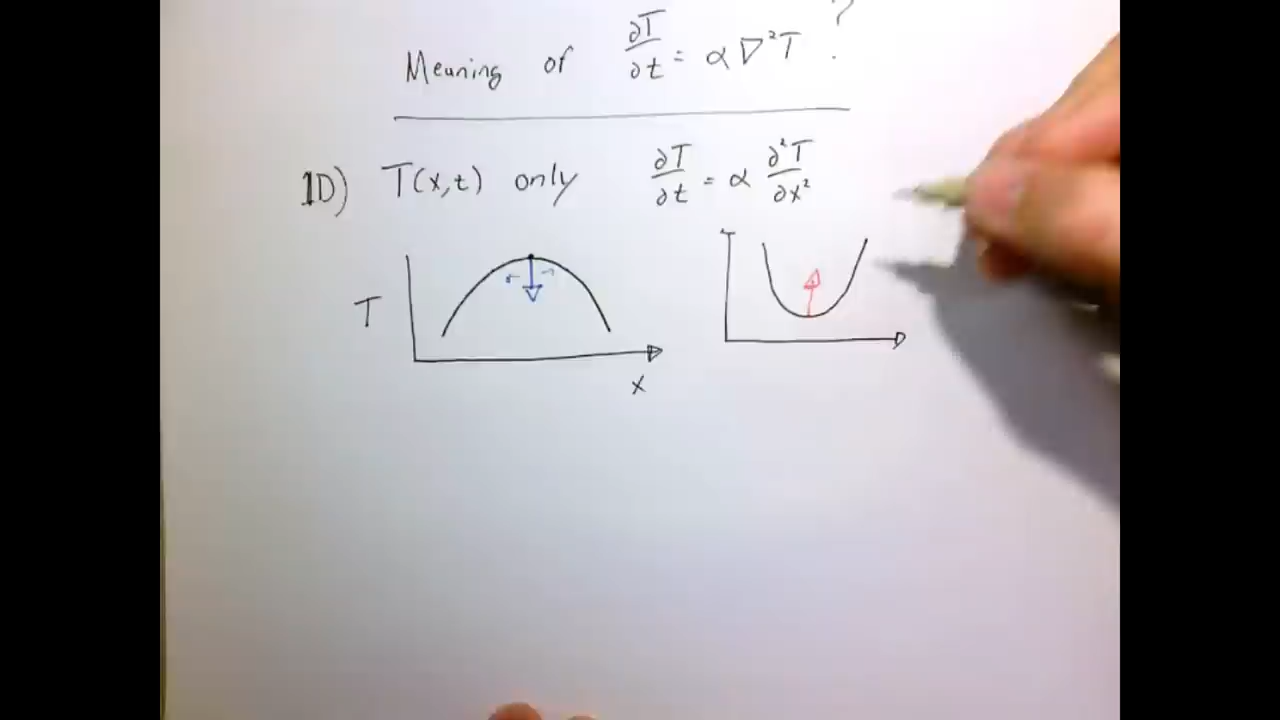 Meaning of ∂T/∂t = α ∇²T ?
1D) T(x,t) only ∂T/∂t = α ∂²T/∂x²
T
x